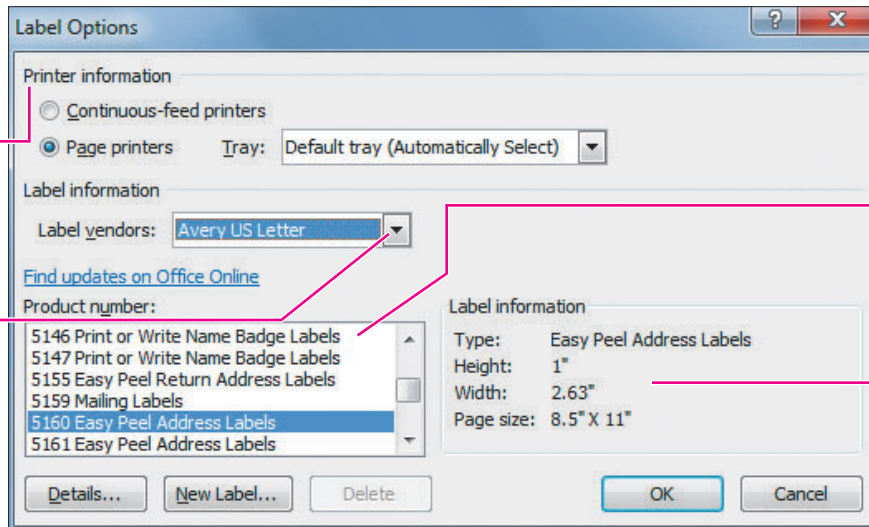 Label Options
Printer information
Continuous-feed printers
Page printers Tray: Default tray (Automatically Select)
Label information
Label vendors: Avery US Letter
Find updates on Office Online
Product number:
5146 Print or Write Name Badge Labels
5147 Print or Write Name Badge Labels
5155 Easy Peel Return Address Labels
5159 Mailing Labels
5160 Easy Peel Address Labels
5161 Easy Peel Address Labels
Label information
Type: Easy Peel Address Labels
Height: 1"
Width: 2.63"
Page size: 8.5" X 11"
Details... New Label... Delete OK Cancel